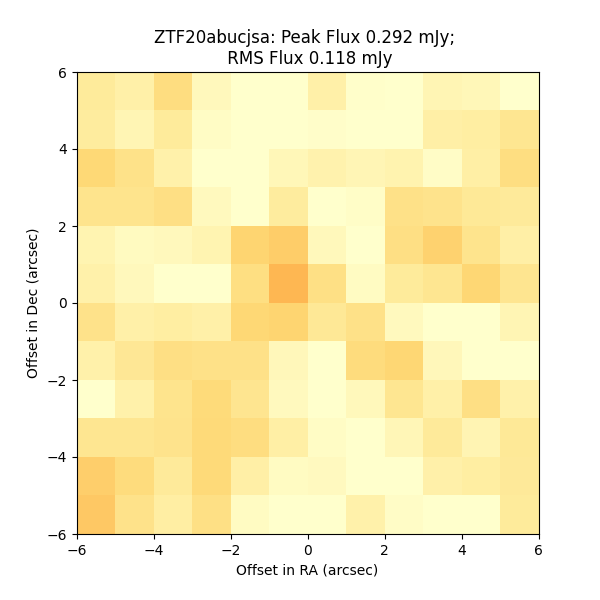 ZTF20abucjsa: Peak Flux 0.292 mJy;
RMS Flux 0.118 mJy
6
4
2
0
−2
−4
−6
Offset in Dec (arcsec)
−6 −4 −2 0 2 4 6
Offset in RA (arcsec)